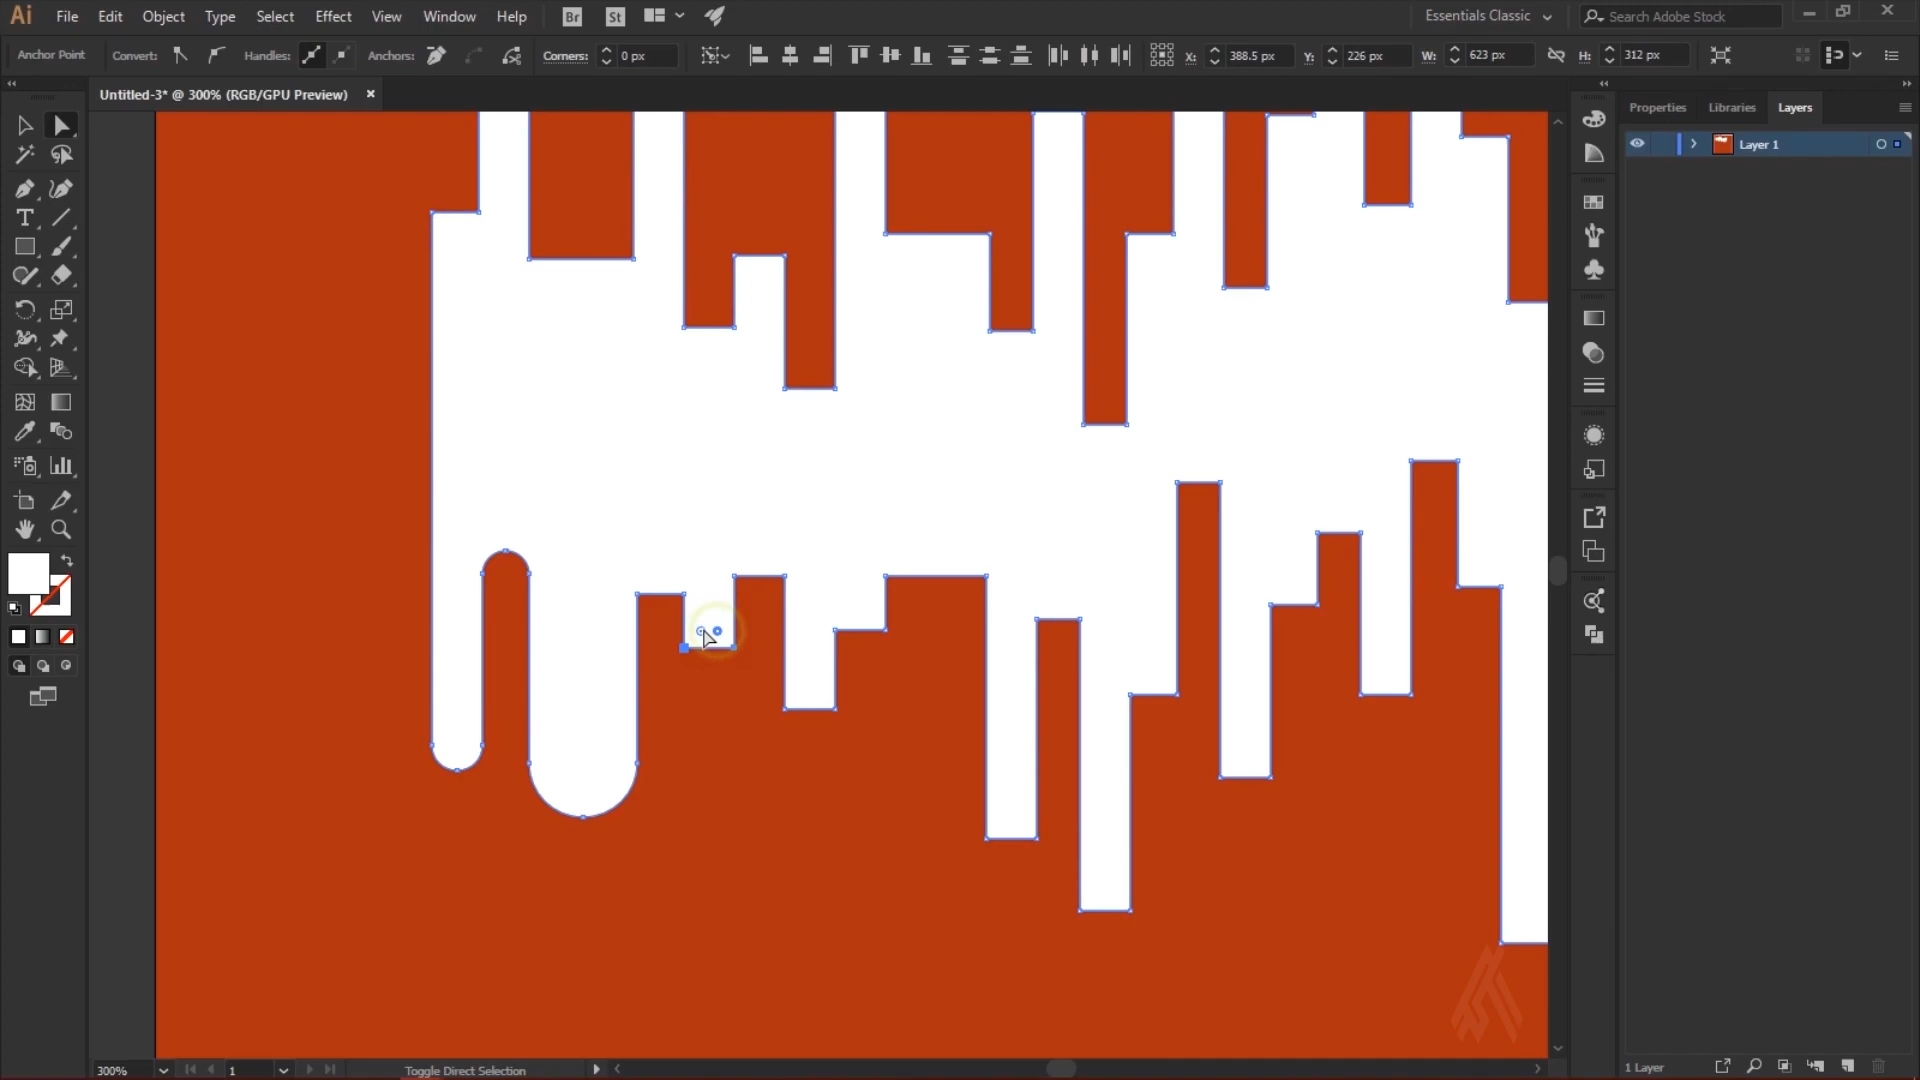 Ai File Edit Object Type Select Effect View Window Help Br St Essentials Classic Search Adobe Stock
Anchor Point Convert: Handles: Anchors: Corners: 0 px X: 388.5 px Y: 226 px W: 623 px H: 312 px
Untitled-3* @ 300% (RGB/GPU Preview) ×
Properties Libraries Layers
Layer 1
300% 1 Toggle Direct Selection
1 Layer